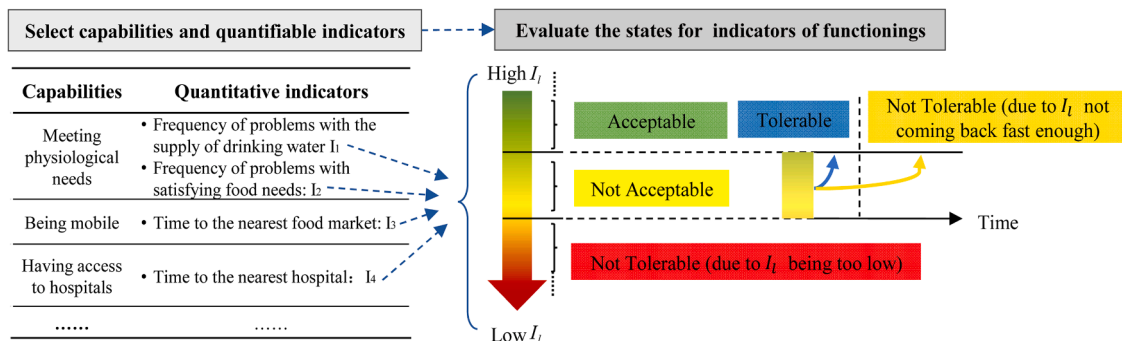 Select capabilities and quantifiable indicators
Evaluate the states for indicators of functionings
Capabilities
Quantitative indicators
Meeting
physiological
needs
• Frequency of problems with the
supply of drinking water I₁
• Frequency of problems with
satisfying food needs: I₂
Being mobile
• Time to the nearest food market: I₃
Having access
to hospitals
• Time to the nearest hospital： I₄
......
......
High I_l
Low I_l
Acceptable
Tolerable
Not Tolerable (due to I_l not
coming back fast enough)
Not Acceptable
Time
Not Tolerable (due to I_l being too low)